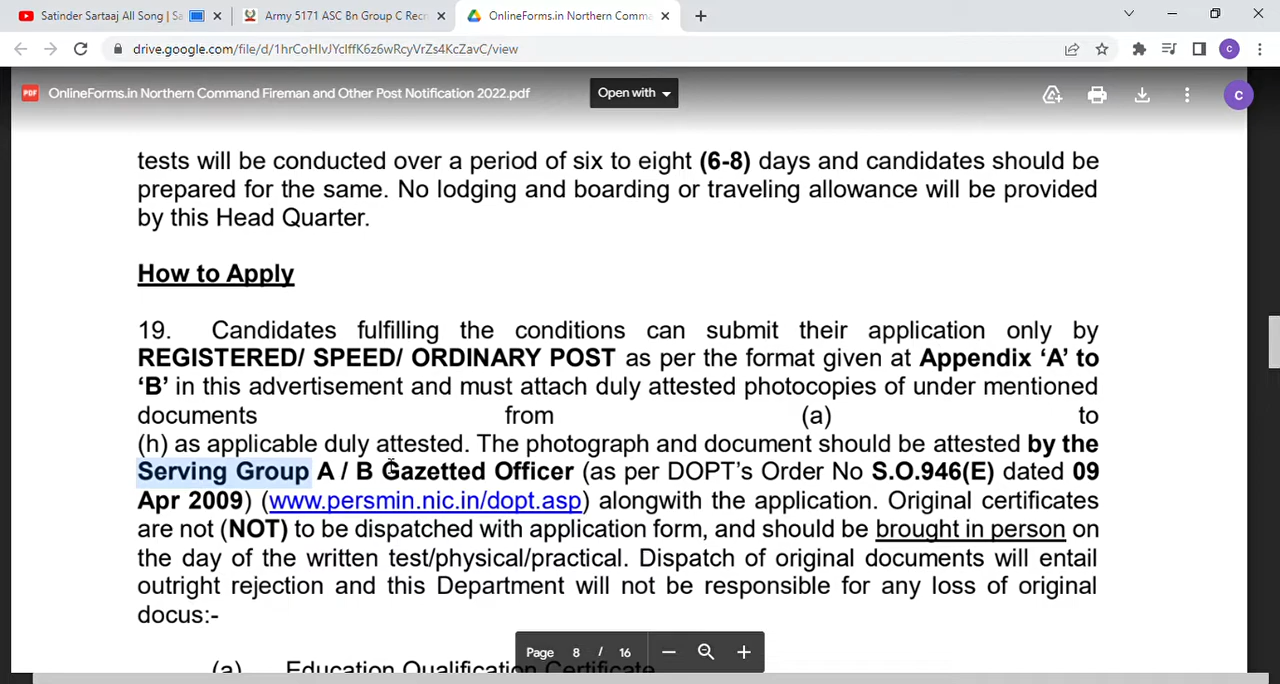 Satinder Sartaaj All Song | Sa
Army 5171 ASC Bn Group C Recr
OnlineForms.in Northern Comma
drive.google.com/file/d/1hrCoHIvJYcIffK6z6wRcyVrZs4KcZavC/view
PDF OnlineForms.in Northern Command Fireman and Other Post Notification 2022.pdf
Open with
C
tests will be conducted over a period of six to eight (6-8) days and candidates should be
prepared for the same. No lodging and boarding or traveling allowance will be provided
by this Head Quarter.
How to Apply
19. Candidates fulfilling the conditions can submit their application only by
REGISTERED/ SPEED/ ORDINARY POST as per the format given at Appendix ‘A’ to
‘B’ in this advertisement and must attach duly attested photocopies of under mentioned
documents from (a) to
(h) as applicable duly attested. The photograph and document should be attested by the
Serving Group A / B Gazetted Officer (as per DOPT’s Order No S.O.946(E) dated 09
Apr 2009) (www.persmin.nic.in/dopt.asp) alongwith the application. Original certificates
are not (NOT) to be dispatched with application form, and should be brought in person on
the day of the written test/physical/practical. Dispatch of original documents will entail
outright rejection and this Department will not be responsible for any loss of original
docus:-
(a) Education Qualification Certificate
Page 8 / 16